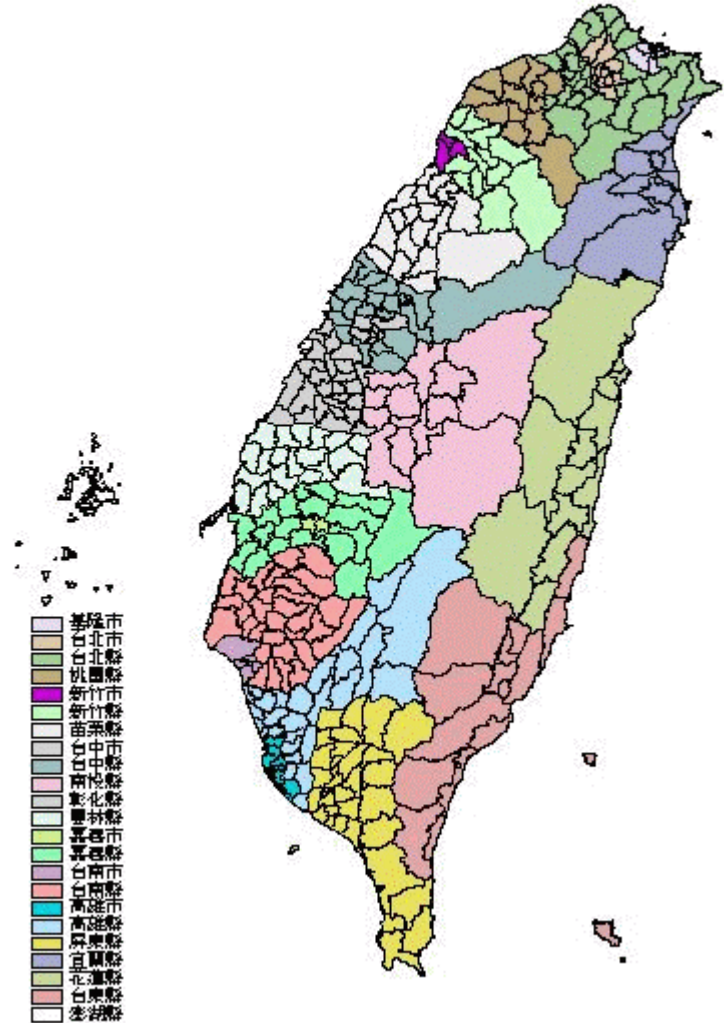 基隆市
台北市
台北縣
桃園縣
新竹市
新竹縣
苗栗縣
台中市
台中縣
南投縣
彰化縣
雲林縣
嘉義市
嘉義縣
台南市
台南縣
高雄市
高雄縣
屏東縣
宜蘭縣
花蓮縣
台東縣
澎湖縣